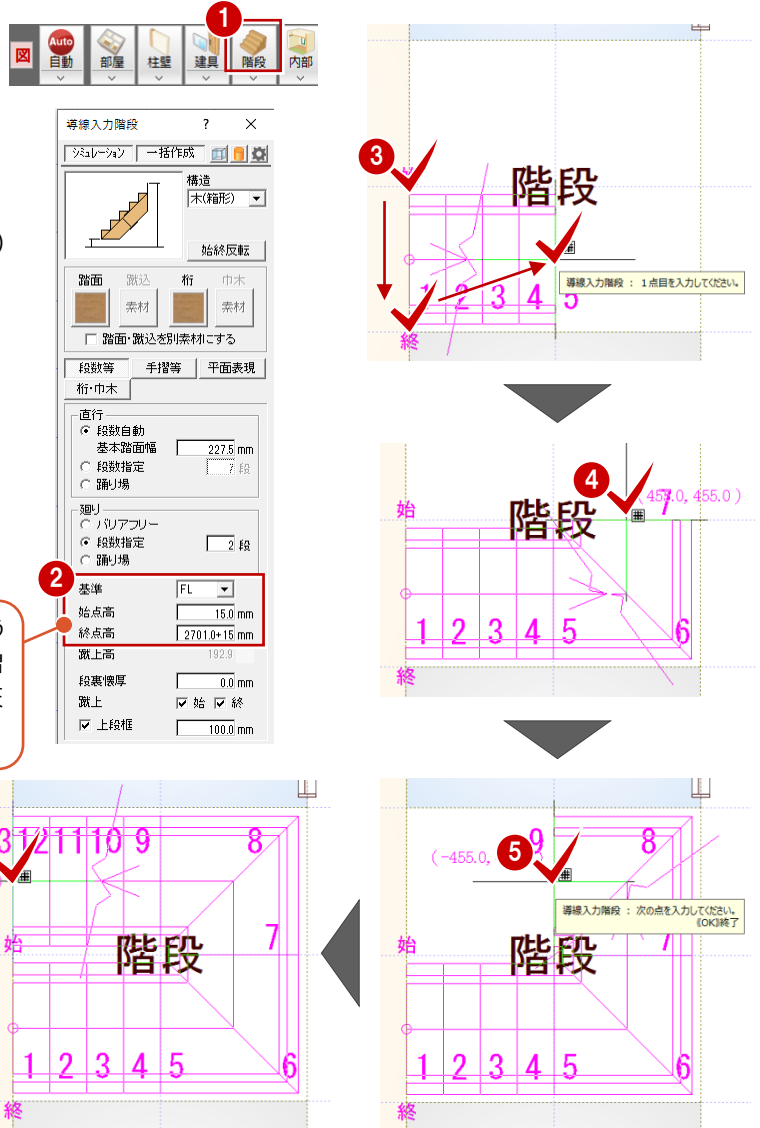 1
Auto
図
自動
部屋
柱壁
建具
階段
内部
導線入力階段 ? ×
シミュレーション 一括作成
構造
木(箱形)
始終反転
踏面 蹴込 桁 巾木
素材 素材
踏面・蹴込を別素材にする
段数等 手摺等 平面表現
桁・巾木
直行
段数自動
基本踏面幅 227.5 mm
段数指定 7 段
踊り場
廻り
バリアフリー
段数指定 2 段
踊り場
2
基準 FL
始点高 15.0 mm
終点高 2701.0+15 mm
蹴上高 192.9
段裏懐厚 0.0 mm
蹴上 始 終
上段框 100.0 mm
3
階段
1 2 3 4 5
導線入力階段 : 1点目を入力してください。
終
4
(455.0, 455.0 )
7
始
階段
1 2 3 4 5 6
終
5
9 8
(-455.0,
導線入力階段 : 次の点を入力してください。
《OK》終了
始
階段
7
1 2 3 4 5 6
終
3 12 11 10 9 8
始
階段
7
1 2 3 4 5 6
終